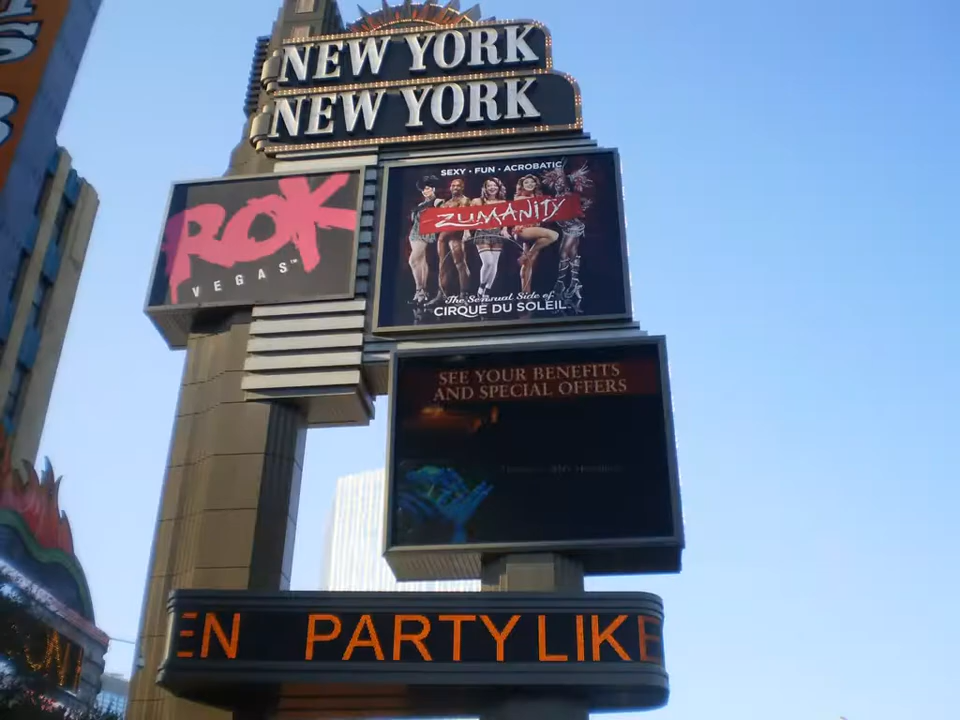 NEW YORK
NEW YORK
ROK
VEGAS™
SEXY • FUN • ACROBATIC
ZUMANITY
The Sensual Side of
CIRQUE DU SOLEIL
SEE YOUR BENEFITS
AND SPECIAL OFFERS
EN PARTY LIKE